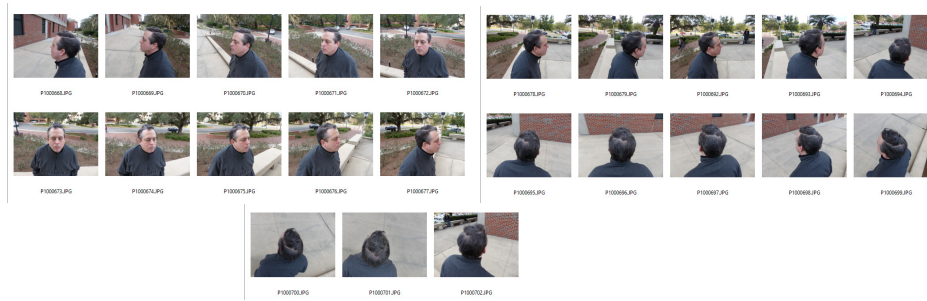 P1000668.JPG P1000669.JPG P1000670.JPG P1000671.JPG P1000672.JPG
P1000673.JPG P1000674.JPG P1000675.JPG P1000676.JPG P1000677.JPG
P1000678.JPG P1000679.JPG P1000692.JPG P1000693.JPG P1000694.JPG
P1000695.JPG P1000696.JPG P1000697.JPG P1000698.JPG P1000699.JPG
P1000700.JPG P1000701.JPG P1000702.JPG